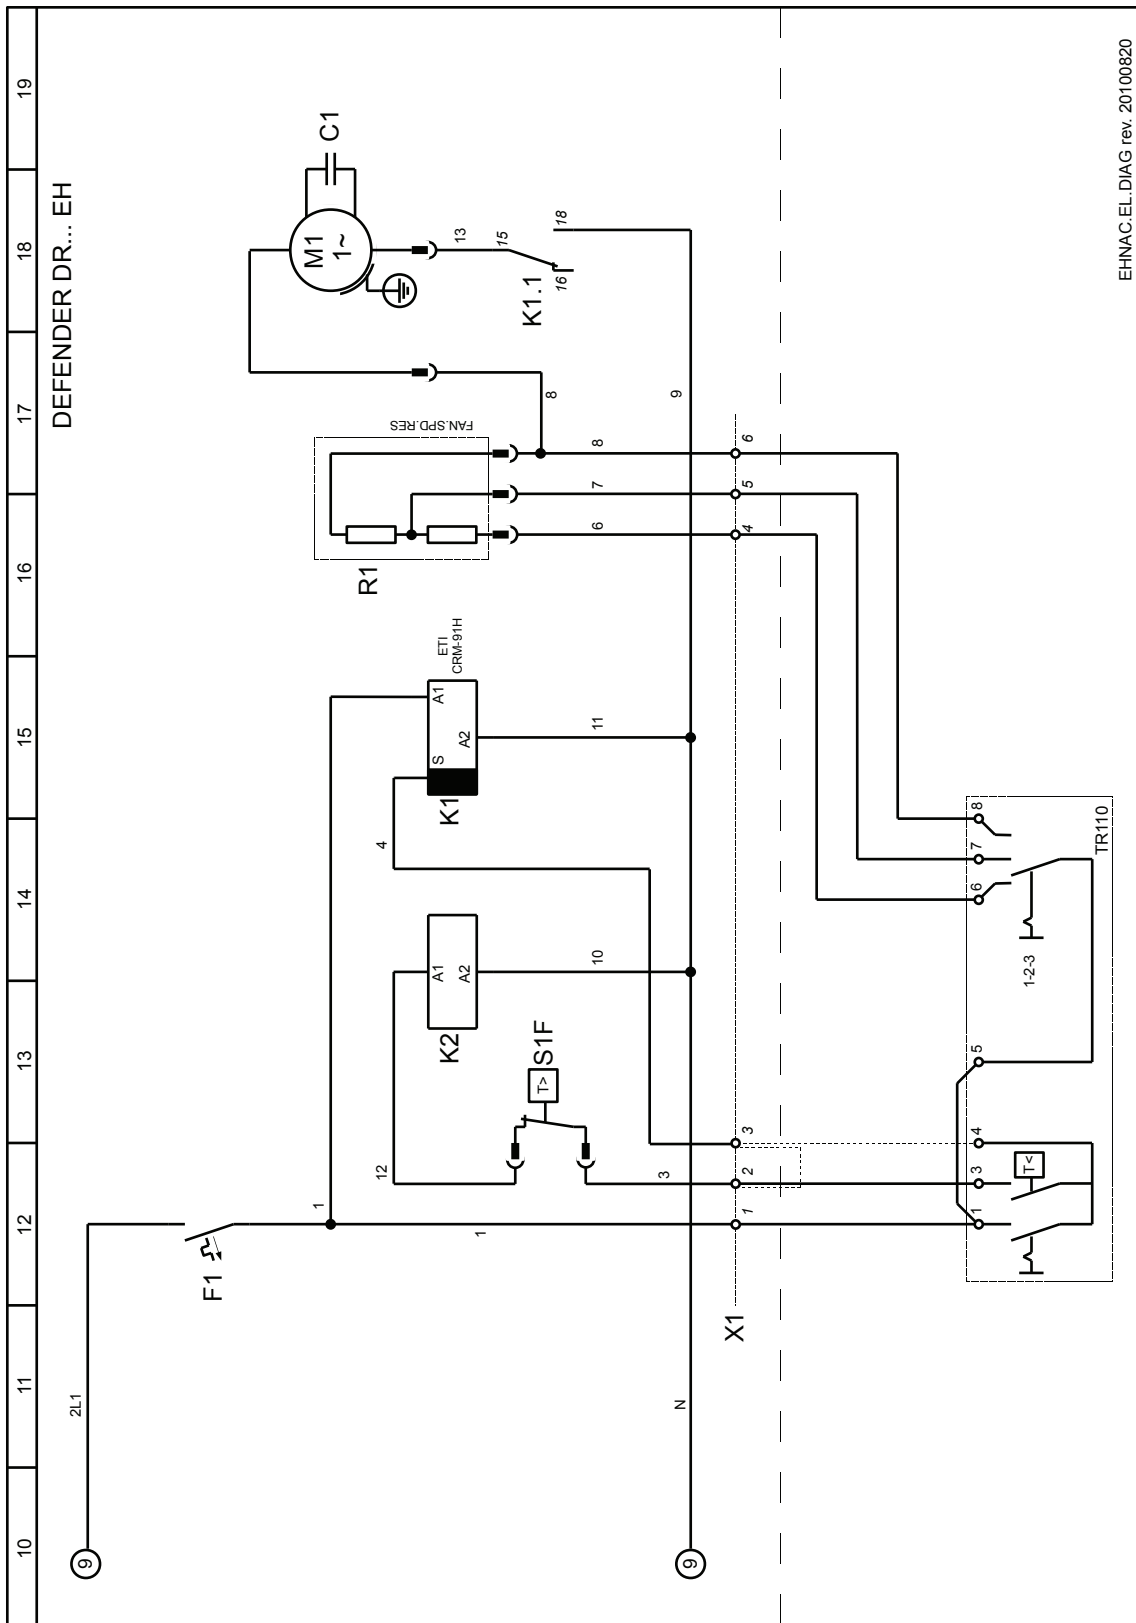 10 11 12 13 14 15 16 17 18 19
DEFENDER DR... EH
9
2L1
F1
1
1
12
T>
S1F
3
K2
A1
A2
10
4
K1
S
A1
A2
ETI
CRM-91H
11
R1
FAN.SPD.RES
6
7
8
8
M1
1~
C1
13
15
K1.1
16
18
9
9
N
X1
1 2 3 4 5 6
1 3 4 5 6 7 8
T<
1-2-3
TR110
EHNAC.EL.DIAG rev. 20100820